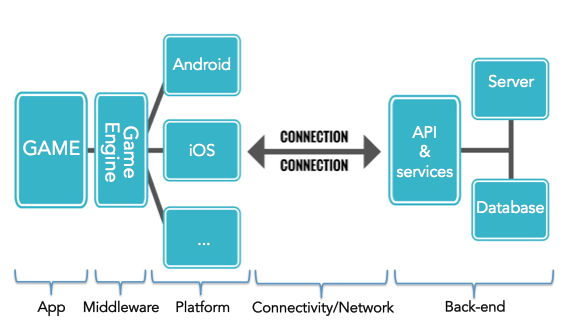 GAME
Game
Engine
Android
iOS
...
CONNECTION
CONNECTION
API
&
services
Server
Database
App
Middleware
Platform
Connectivity/Network
Back-end